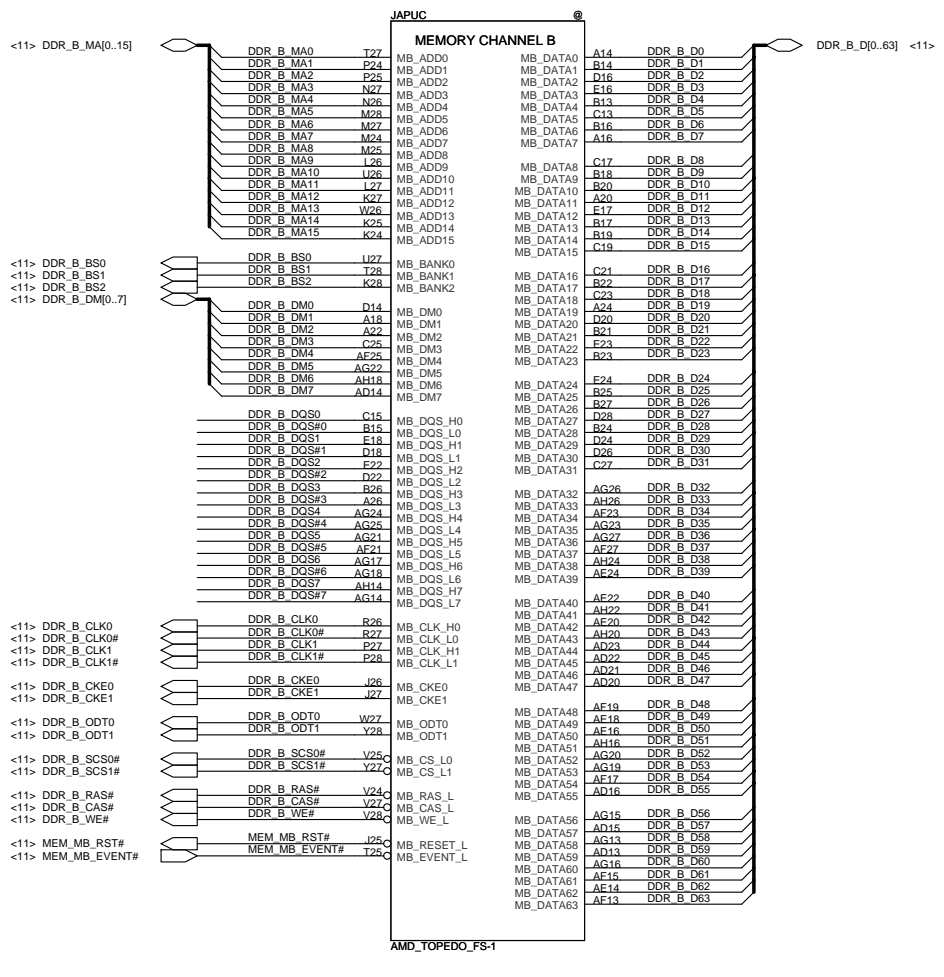 JAPUC @
MEMORY CHANNEL B
<11> DDR_B_MA[0..15]
DDR_B_MA0 T27 MB_ADD0
DDR_B_MA1 P24 MB_ADD1
DDR_B_MA2 P25 MB_ADD2
DDR_B_MA3 N27 MB_ADD3
DDR_B_MA4 N26 MB_ADD4
DDR_B_MA5 M28 MB_ADD5
DDR_B_MA6 M27 MB_ADD6
DDR_B_MA7 M24 MB_ADD7
DDR_B_MA8 M25 MB_ADD8
DDR_B_MA9 L26 MB_ADD9
DDR_B_MA10 U26 MB_ADD10
DDR_B_MA11 L27 MB_ADD11
DDR_B_MA12 K27 MB_ADD12
DDR_B_MA13 W26 MB_ADD13
DDR_B_MA14 K25 MB_ADD14
DDR_B_MA15 K24 MB_ADD15
<11> DDR_B_BS0 DDR_B_BS0 U27 MB_BANK0
<11> DDR_B_BS1 DDR_B_BS1 T28 MB_BANK1
<11> DDR_B_BS2 DDR_B_BS2 K28 MB_BANK2
<11> DDR_B_DM[0..7]
DDR_B_DM0 D14 MB_DM0
DDR_B_DM1 A18 MB_DM1
DDR_B_DM2 A22 MB_DM2
DDR_B_DM3 C25 MB_DM3
DDR_B_DM4 AF25 MB_DM4
DDR_B_DM5 AG22 MB_DM5
DDR_B_DM6 AH18 MB_DM6
DDR_B_DM7 AD14 MB_DM7
DDR_B_DQS0 C15 MB_DQS_H0
DDR_B_DQS#0 B15 MB_DQS_L0
DDR_B_DQS1 E18 MB_DQS_H1
DDR_B_DQS#1 D18 MB_DQS_L1
DDR_B_DQS2 E22 MB_DQS_H2
DDR_B_DQS#2 D22 MB_DQS_L2
DDR_B_DQS3 B26 MB_DQS_H3
DDR_B_DQS#3 A26 MB_DQS_L3
DDR_B_DQS4 AG24 MB_DQS_H4
DDR_B_DQS#4 AG25 MB_DQS_L4
DDR_B_DQS5 AG21 MB_DQS_H5
DDR_B_DQS#5 AF21 MB_DQS_L5
DDR_B_DQS6 AG17 MB_DQS_H6
DDR_B_DQS#6 AG18 MB_DQS_L6
DDR_B_DQS7 AH14 MB_DQS_H7
DDR_B_DQS#7 AG14 MB_DQS_L7
<11> DDR_B_CLK0 DDR_B_CLK0 R26 MB_CLK_H0
<11> DDR_B_CLK0# DDR_B_CLK0# R27 MB_CLK_L0
<11> DDR_B_CLK1 DDR_B_CLK1 P27 MB_CLK_H1
<11> DDR_B_CLK1# DDR_B_CLK1# P28 MB_CLK_L1
<11> DDR_B_CKE0 DDR_B_CKE0 J26 MB_CKE0
<11> DDR_B_CKE1 DDR_B_CKE1 J27 MB_CKE1
<11> DDR_B_ODT0 DDR_B_ODT0 W27 MB_ODT0
<11> DDR_B_ODT1 DDR_B_ODT1 Y28 MB_ODT1
<11> DDR_B_SCS0# DDR_B_SCS0# V25 MB_CS_L0
<11> DDR_B_SCS1# DDR_B_SCS1# Y27 MB_CS_L1
<11> DDR_B_RAS# DDR_B_RAS# V24 MB_RAS_L
<11> DDR_B_CAS# DDR_B_CAS# V27 MB_CAS_L
<11> DDR_B_WE# DDR_B_WE# V28 MB_WE_L
<11> MEM_MB_RST# MEM_MB_RST# J25 MB_RESET_L
<11> MEM_MB_EVENT# MEM_MB_EVENT# T25 MB_EVENT_L
DDR_B_D[0..63] <11>
MB_DATA0 A14 DDR_B_D0
MB_DATA1 B14 DDR_B_D1
MB_DATA2 D16 DDR_B_D2
MB_DATA3 E16 DDR_B_D3
MB_DATA4 B13 DDR_B_D4
MB_DATA5 C13 DDR_B_D5
MB_DATA6 B16 DDR_B_D6
MB_DATA7 A16 DDR_B_D7
MB_DATA8 C17 DDR_B_D8
MB_DATA9 B18 DDR_B_D9
MB_DATA10 B20 DDR_B_D10
MB_DATA11 A20 DDR_B_D11
MB_DATA12 E17 DDR_B_D12
MB_DATA13 B17 DDR_B_D13
MB_DATA14 B19 DDR_B_D14
MB_DATA15 C19 DDR_B_D15
MB_DATA16 C21 DDR_B_D16
MB_DATA17 B22 DDR_B_D17
MB_DATA18 C23 DDR_B_D18
MB_DATA19 A24 DDR_B_D19
MB_DATA20 D20 DDR_B_D20
MB_DATA21 B21 DDR_B_D21
MB_DATA22 E23 DDR_B_D22
MB_DATA23 B23 DDR_B_D23
MB_DATA24 E24 DDR_B_D24
MB_DATA25 B25 DDR_B_D25
MB_DATA26 B27 DDR_B_D26
MB_DATA27 D28 DDR_B_D27
MB_DATA28 B24 DDR_B_D28
MB_DATA29 D24 DDR_B_D29
MB_DATA30 D26 DDR_B_D30
MB_DATA31 C27 DDR_B_D31
MB_DATA32 AG26 DDR_B_D32
MB_DATA33 AH26 DDR_B_D33
MB_DATA34 AF23 DDR_B_D34
MB_DATA35 AG23 DDR_B_D35
MB_DATA36 AG27 DDR_B_D36
MB_DATA37 AF27 DDR_B_D37
MB_DATA38 AH24 DDR_B_D38
MB_DATA39 AE24 DDR_B_D39
MB_DATA40 AE22 DDR_B_D40
MB_DATA41 AH22 DDR_B_D41
MB_DATA42 AE20 DDR_B_D42
MB_DATA43 AH20 DDR_B_D43
MB_DATA44 AD23 DDR_B_D44
MB_DATA45 AD22 DDR_B_D45
MB_DATA46 AD21 DDR_B_D46
MB_DATA47 AD20 DDR_B_D47
MB_DATA48 AF19 DDR_B_D48
MB_DATA49 AE18 DDR_B_D49
MB_DATA50 AE16 DDR_B_D50
MB_DATA51 AH16 DDR_B_D51
MB_DATA52 AG20 DDR_B_D52
MB_DATA53 AG19 DDR_B_D53
MB_DATA54 AF17 DDR_B_D54
MB_DATA55 AD16 DDR_B_D55
MB_DATA56 AG15 DDR_B_D56
MB_DATA57 AD15 DDR_B_D57
MB_DATA58 AG13 DDR_B_D58
MB_DATA59 AD13 DDR_B_D59
MB_DATA60 AG16 DDR_B_D60
MB_DATA61 AF15 DDR_B_D61
MB_DATA62 AE14 DDR_B_D62
MB_DATA63 AF13 DDR_B_D63
AMD_TOPEDO_FS-1